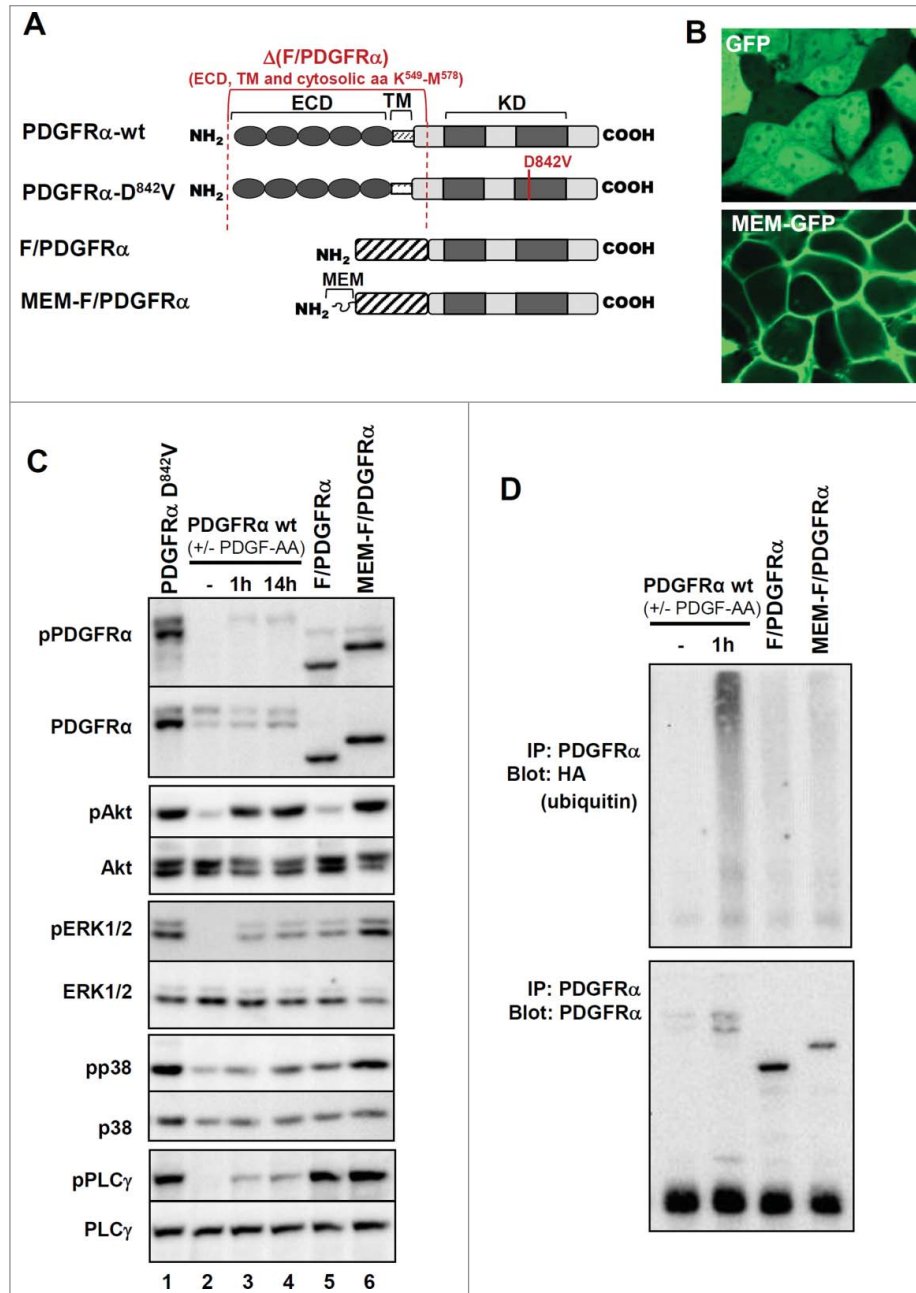 A
Δ(F/PDGFRα)
(ECD, TM and cytosolic aa K⁵⁴⁹-M⁵⁷⁸)
ECD
TM
KD
PDGFRα-wt
NH₂
COOH
D842V
PDGFRα-D⁸⁴²V
NH₂
COOH
F/PDGFRα
NH₂
COOH
MEM
MEM-F/PDGFRα
NH₂
COOH
B
GFP
MEM-GFP
C
PDGFRα D⁸⁴²V
PDGFRα wt
(+/- PDGF-AA)
- 1h 14h
F/PDGFRα
MEM-F/PDGFRα
pPDGFRα
PDGFRα
pAkt
Akt
pERK1/2
ERK1/2
pp38
p38
pPLCγ
PLCγ
1 2 3 4 5 6
D
PDGFRα wt
(+/- PDGF-AA)
- 1h
F/PDGFRα
MEM-F/PDGFRα
IP: PDGFRα
Blot: HA
(ubiquitin)
IP: PDGFRα
Blot: PDGFRα